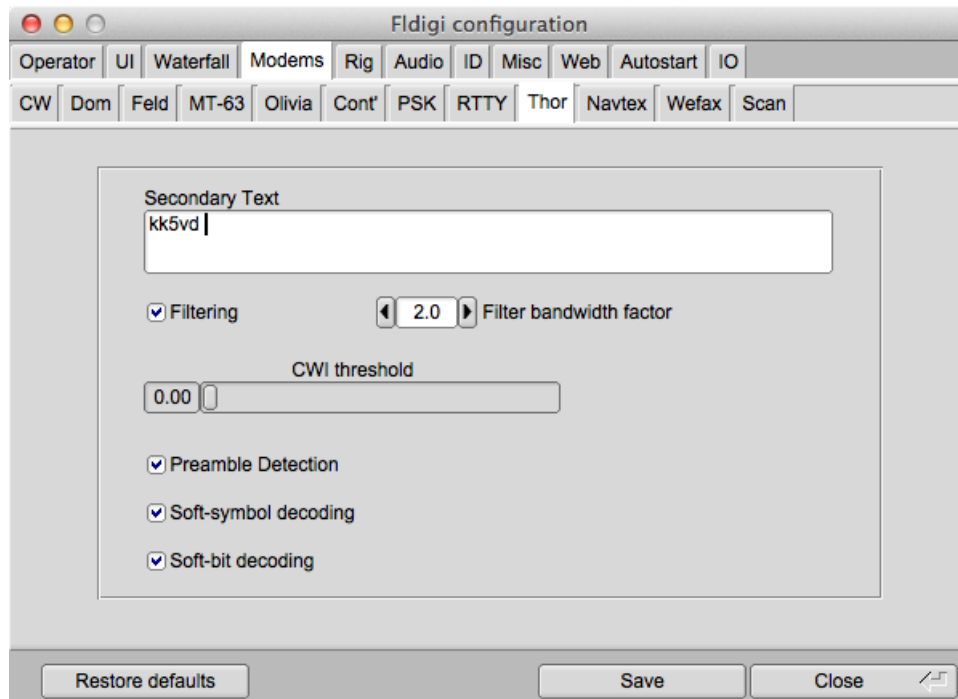 Fldigi configuration
Operator UI Waterfall Modems Rig Audio ID Misc Web Autostart IO
CW Dom Feld MT-63 Olivia Cont' PSK RTTY Thor Navtex Wefax Scan
Secondary Text
kk5vd
Filtering 2.0 Filter bandwidth factor
CWI threshold
0.00
Preamble Detection
Soft-symbol decoding
Soft-bit decoding
Restore defaults Save Close